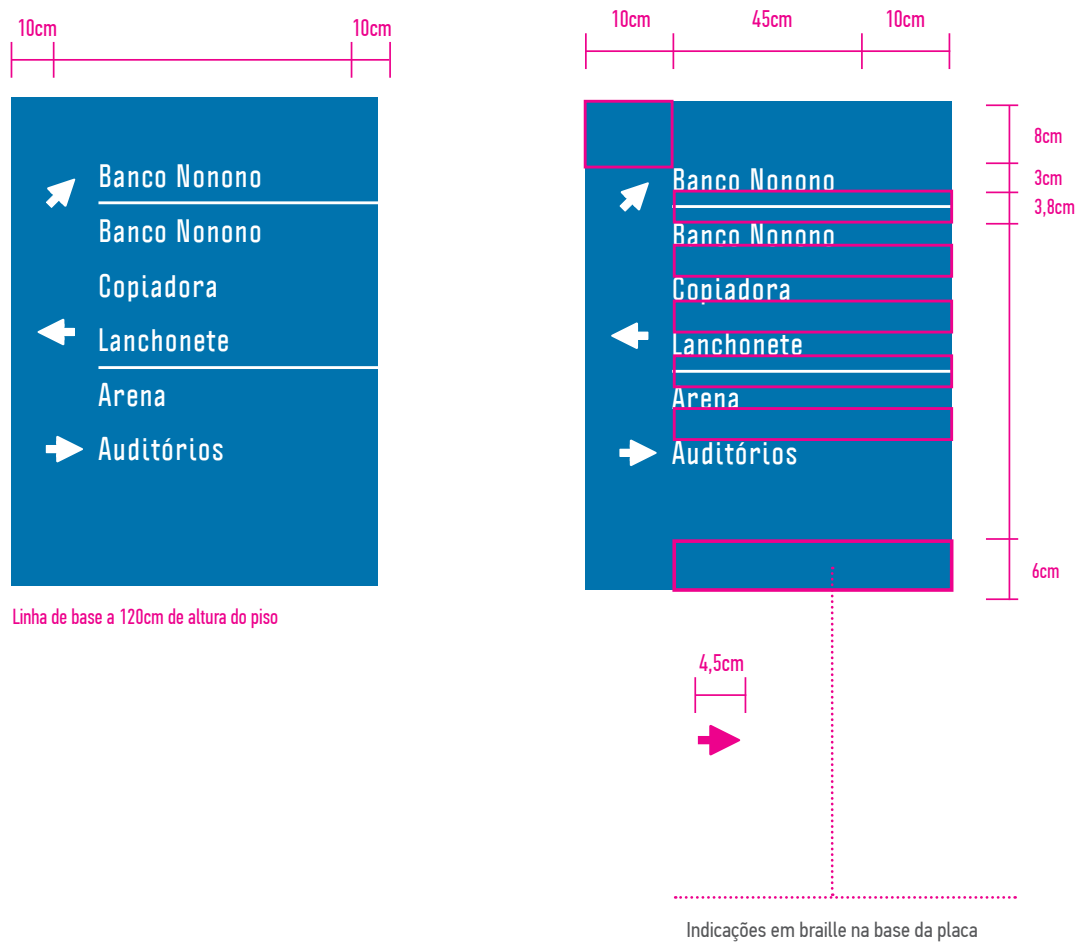 10cm
10cm
Banco Nonono
Banco Nonono
Copiadora
Lanchonete
Arena
Auditórios
Linha de base a 120cm de altura do piso
10cm
45cm
10cm
Banco Nonono
Banco Nonono
Copiadora
Lanchonete
Arena
Auditórios
8cm
3cm
3,8cm
6cm
4,5cm
Indicações em braille na base da placa